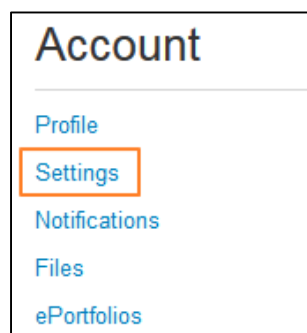 Account
Profile
Settings
Notifications
Files
ePortfolios